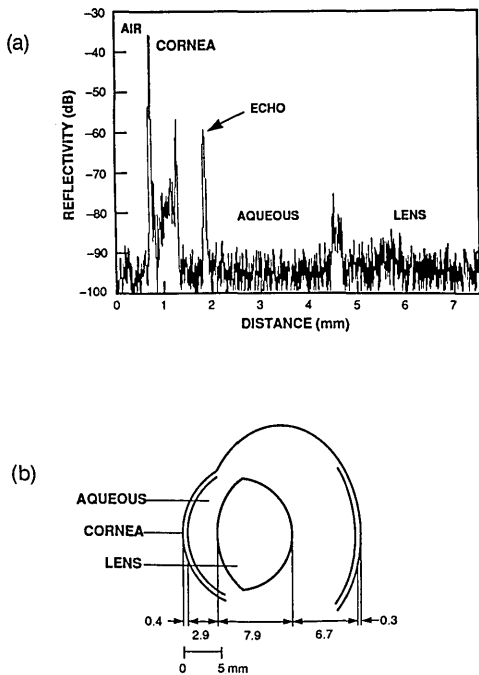 (a)
REFLECTIVITY (dB)
−30
−40
−50
−60
−70
−80
−90
−100
AIR
CORNEA
ECHO
AQUEOUS
LENS
0 1 2 3 4 5 6 7
DISTANCE (mm)
(b)
AQUEOUS
CORNEA
LENS
0.4 2.9 7.9 6.7 0.3
0 5 mm